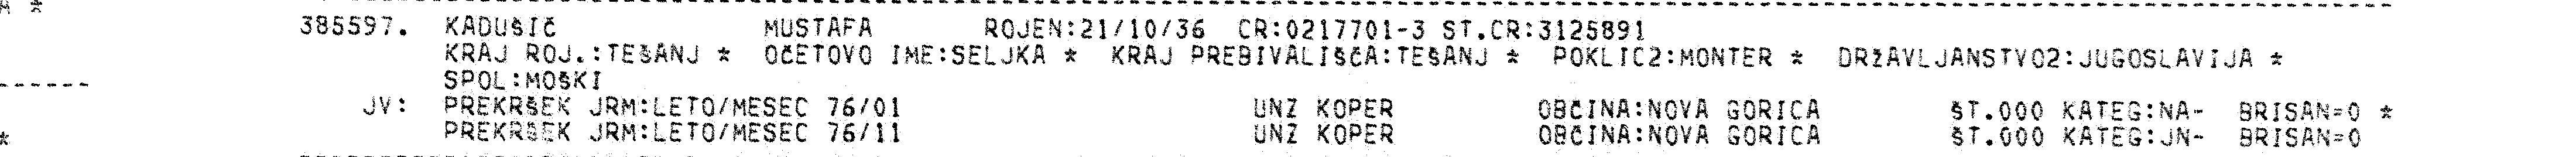 385597. KADUŠIČ MUSTAFA ROJEN:21/10/36 CR:0217701-3 ST.CR:3125891
KRAJ ROJ.:TEŠANJ * OČETOVO IME:SELJKA * KRAJ PREBIVALIŠČA:TEŠANJ * POKLIC2:MONTER * DRŽAVLJANSTVO2:JUGOSLAVIJA *
SPOL:MOŠKI
JV: PREKRŠEK JRM:LETO/MESEC 76/01 UNZ KOPER OBČINA:NOVA GORICA ŠT.000 KATEG:NA- BRISAN=0 *
PREKRŠEK JRM:LETO/MESEC 76/11 UNZ KOPER OBČINA:NOVA GORICA ŠT.000 KATEG:JN- BRISAN=0